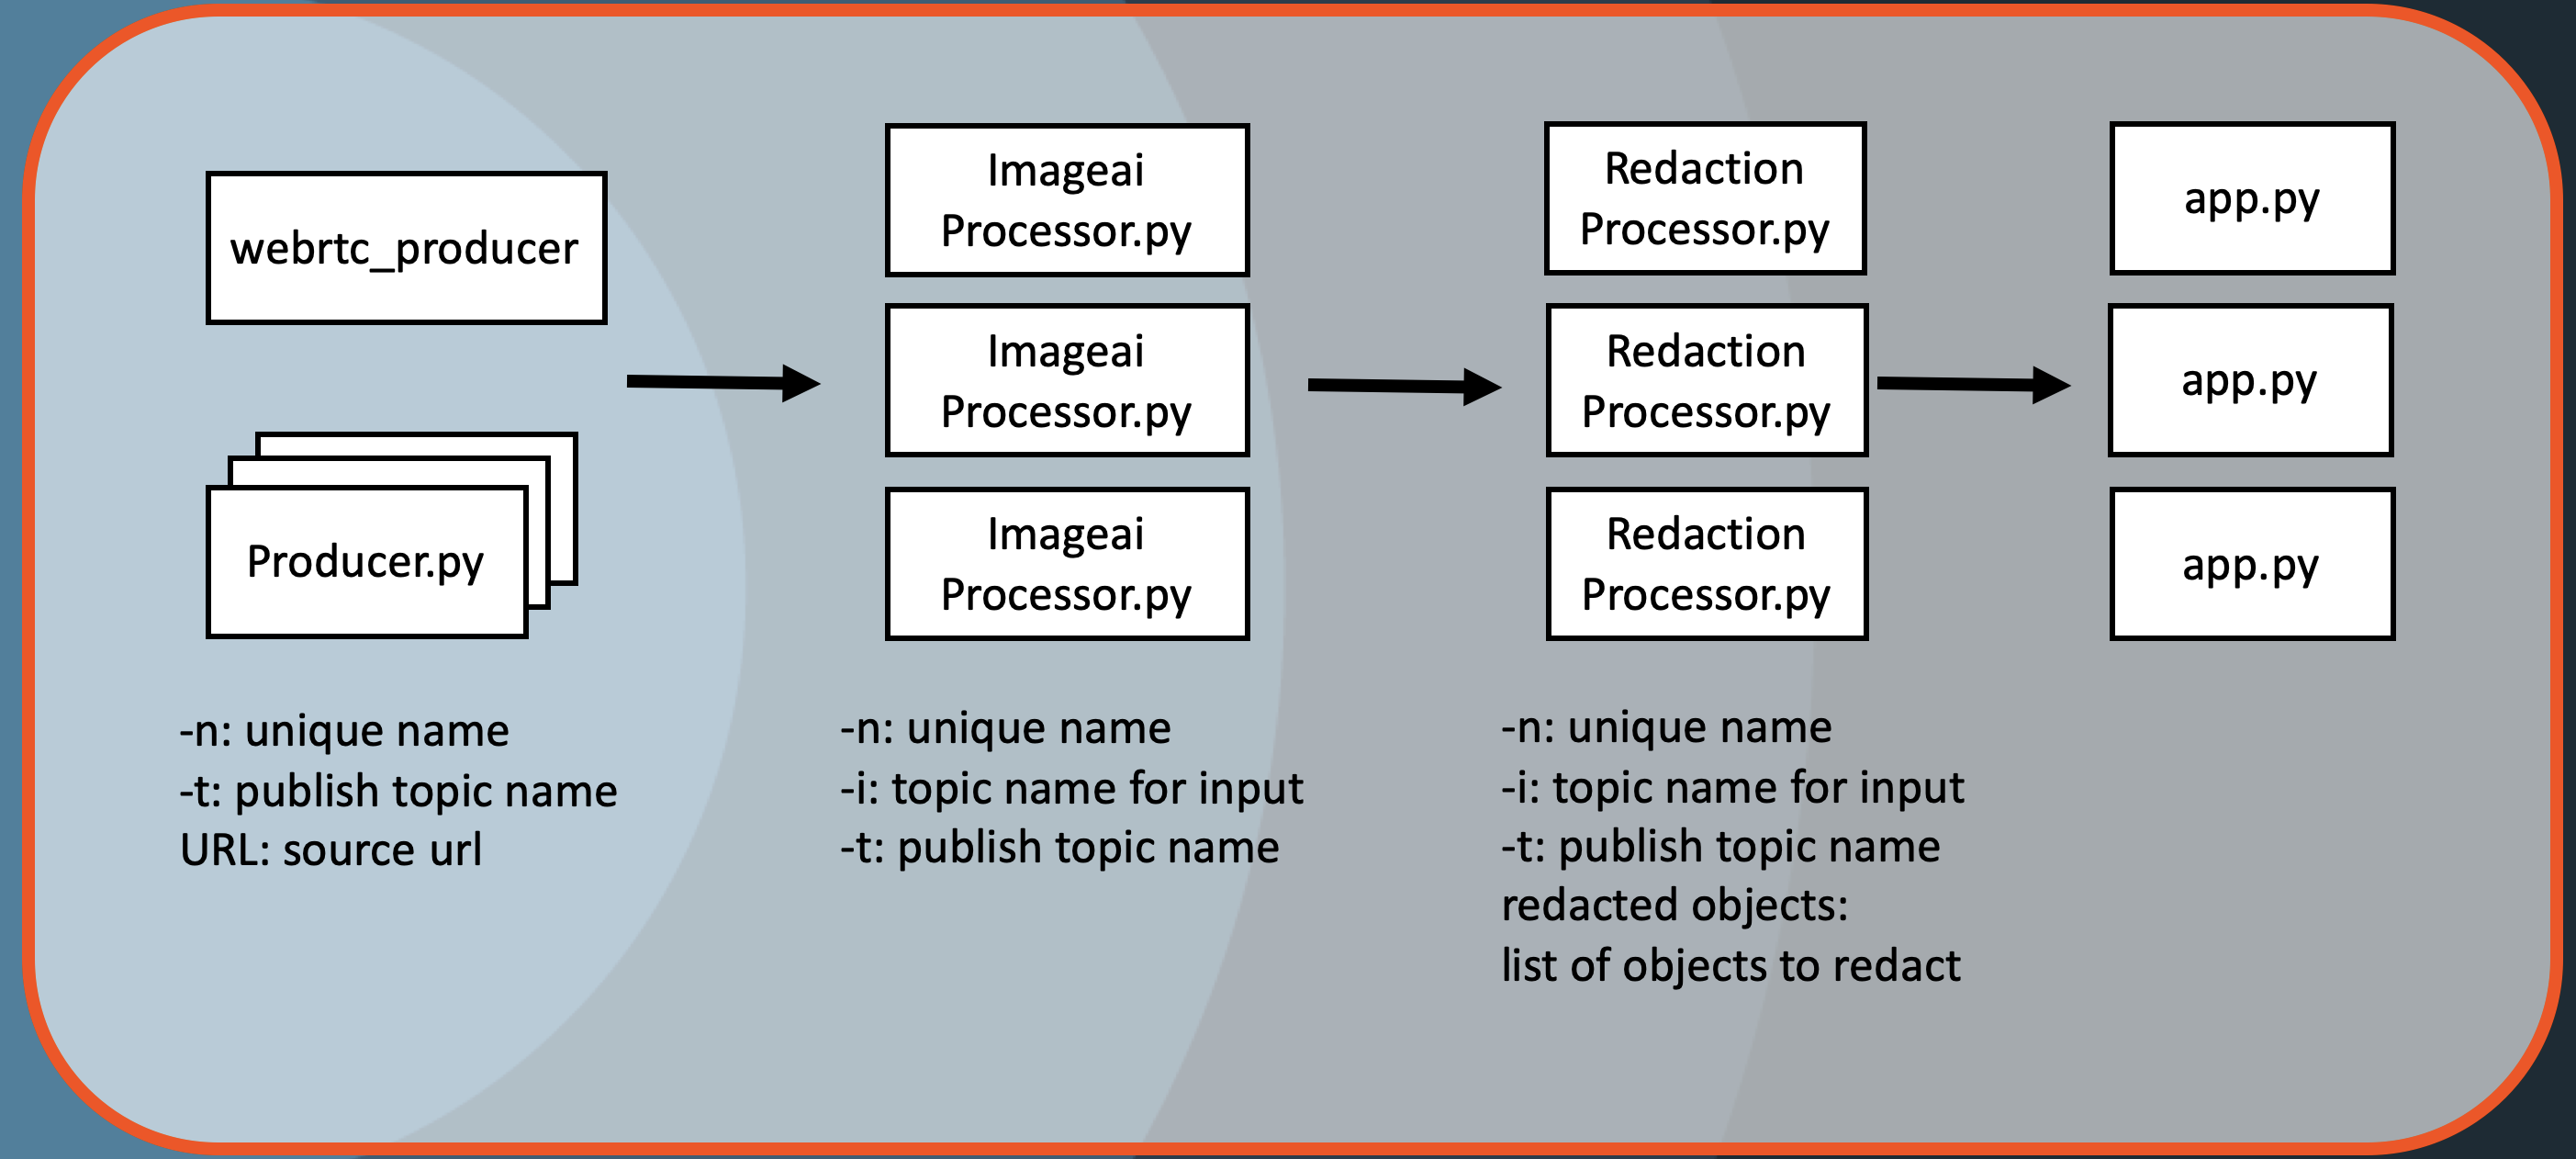 webrtc_producer
Producer.py
-n: unique name
-t: publish topic name
URL: source url
Imageai
Processor.py
Imageai
Processor.py
Imageai
Processor.py
-n: unique name
-i: topic name for input
-t: publish topic name
Redaction
Processor.py
Redaction
Processor.py
Redaction
Processor.py
-n: unique name
-i: topic name for input
-t: publish topic name
redacted objects:
list of objects to redact
app.py
app.py
app.py